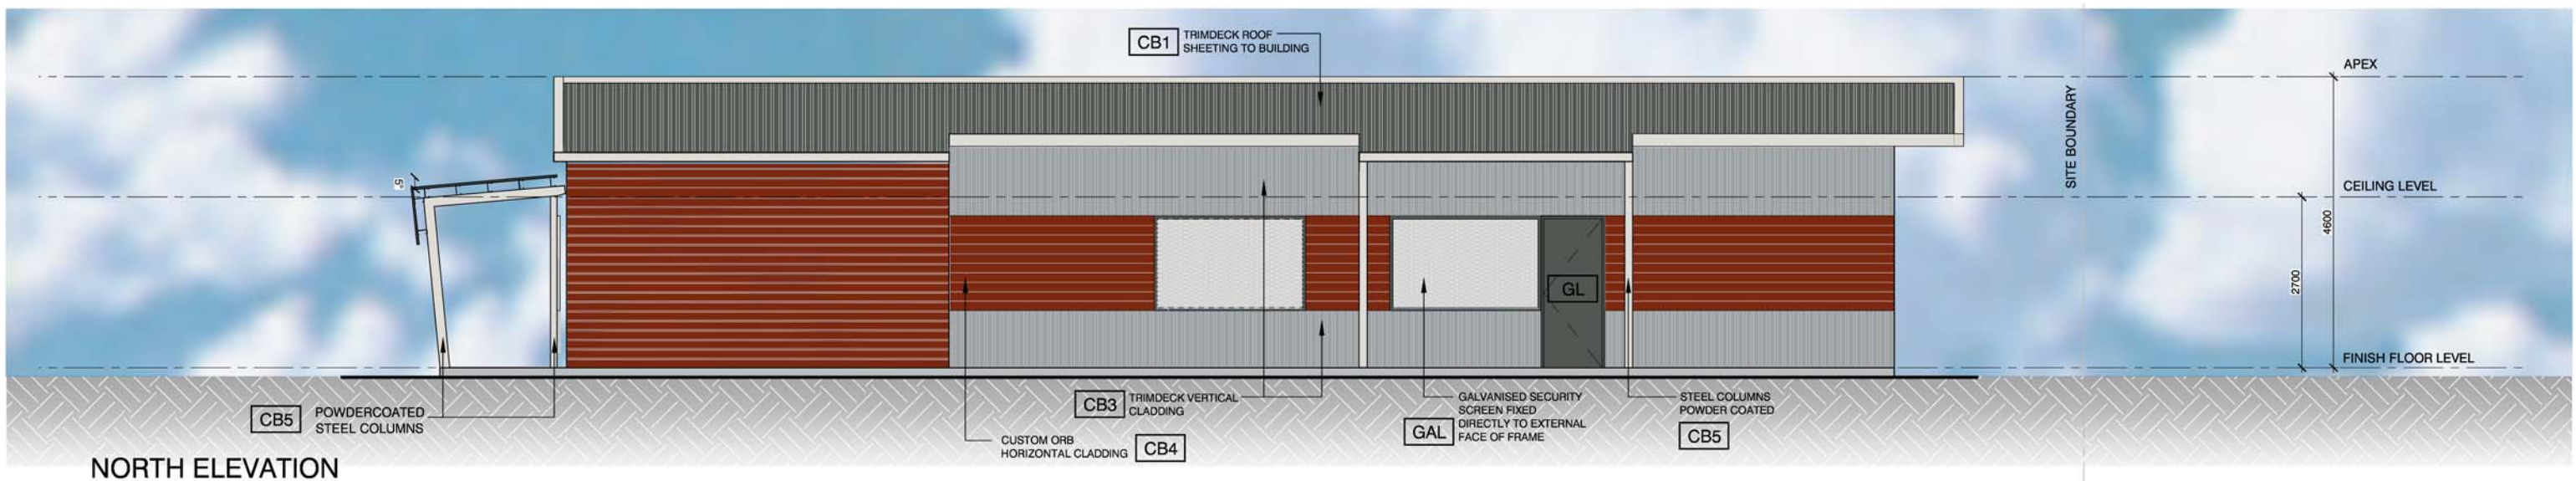 CB1
TRIMDECK ROOF
SHEETING TO BUILDING
APEX
SITE BOUNDARY
5°
CEILING LEVEL
4600
2700
GL
FINISH FLOOR LEVEL
CB5
POWDERCOATED
STEEL COLUMNS
CB3
TRIMDECK VERTICAL
CLADDING
CUSTOM ORB
HORIZONTAL CLADDING
CB4
GALVANISED SECURITY
SCREEN FIXED
DIRECTLY TO EXTERNAL
FACE OF FRAME
GAL
STEEL COLUMNS
POWDER COATED
CB5
NORTH ELEVATION